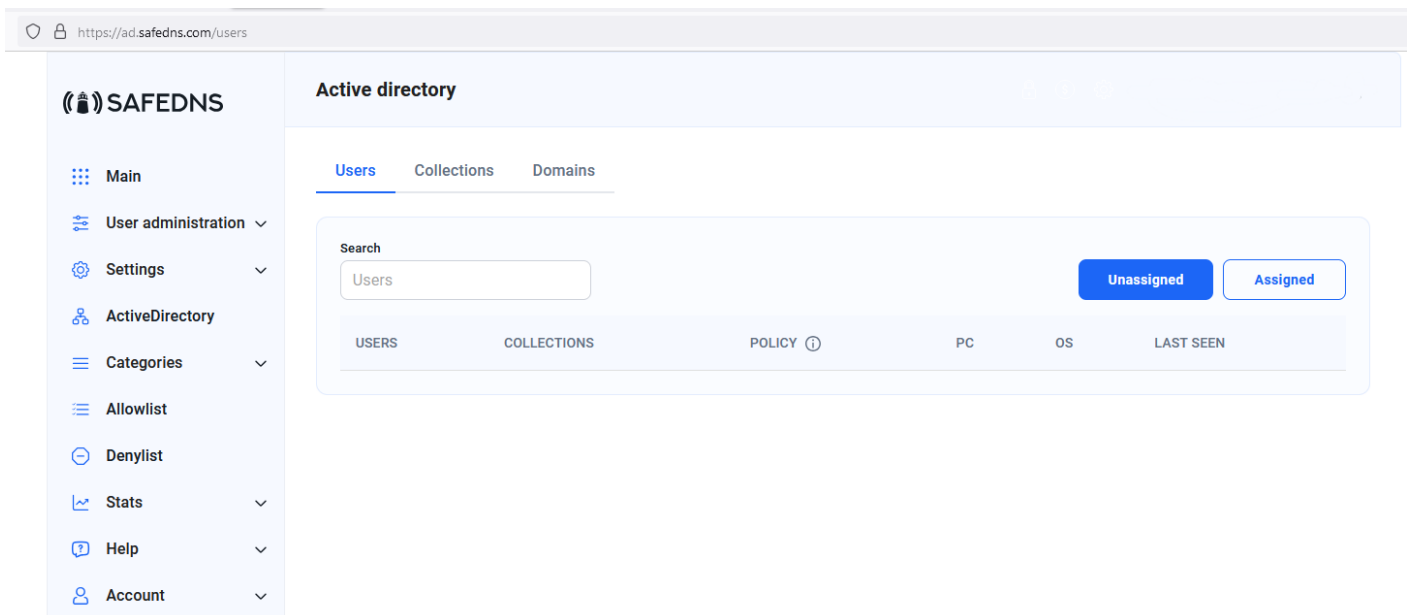 https://ad.safedns.com/users
SAFEDNS
Active directory
Main
User administration
Settings
ActiveDirectory
Categories
Allowlist
Denylist
Stats
Help
Account
Users Collections Domains
Search
Users
Unassigned Assigned
USERS COLLECTIONS POLICY PC OS LAST SEEN